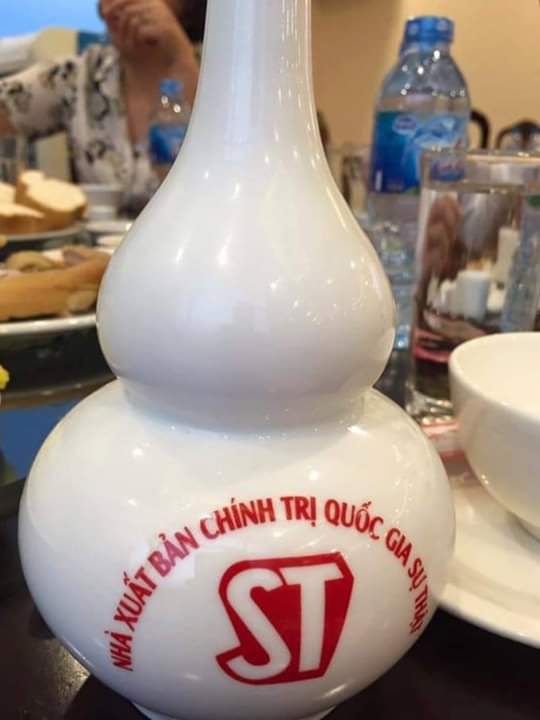 NHÀ XUẤT BẢN CHÍNH TRỊ QUỐC GIA SỰ THẬT
ST